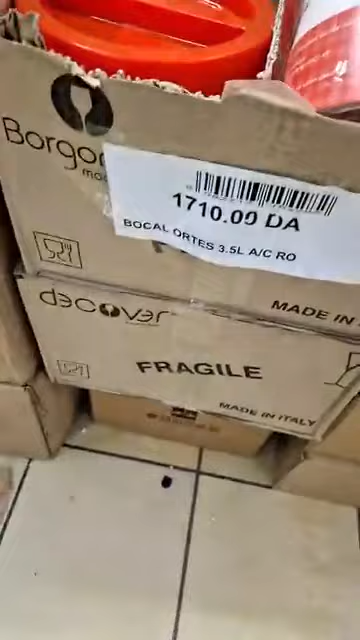 Borgo
1710.00 DA
BOCAL ORTES 3.5L A/C RO
MADE IN
decover
FRAGILE
MADE IN ITALY